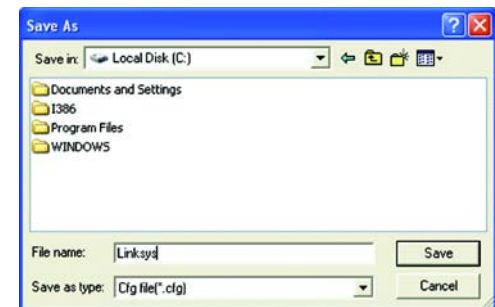 Save As
Save in: Local Disk (C:)
Documents and Settings
I386
Program Files
WINDOWS
File name: Linksys Save
Save as type: Cfg file(*.cfg) Cancel